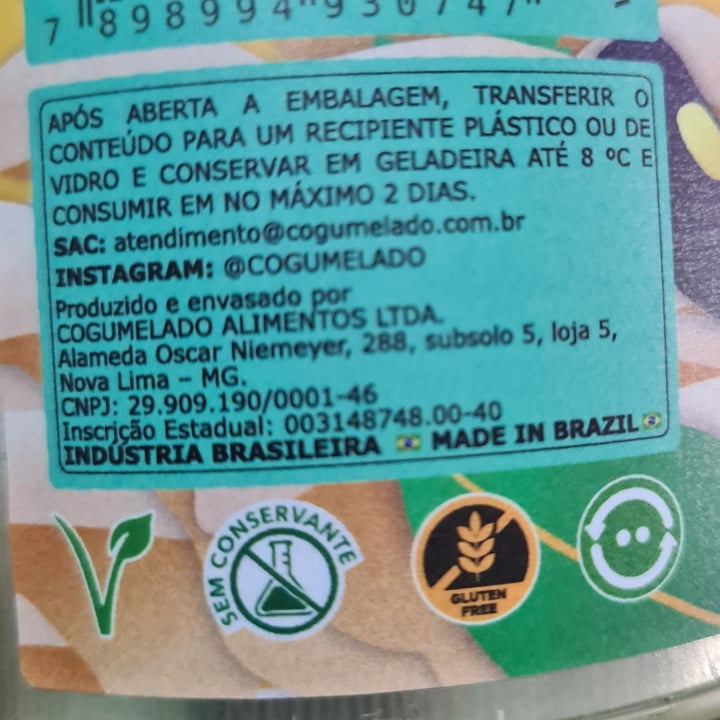 7 898994 930747
APÓS ABERTA A EMBALAGEM, TRANSFERIR O
CONTEÚDO PARA UM RECIPIENTE PLÁSTICO OU DE
VIDRO E CONSERVAR EM GELADEIRA ATÉ 8 ºC E
CONSUMIR EM NO MÁXIMO 2 DIAS.
SAC: atendimento@cogumelado.com.br
INSTAGRAM: @COGUMELADO
Produzido e envasado por
COGUMELADO ALIMENTOS LTDA.
Alameda Oscar Niemeyer, 288, subsolo 5, loja 5,
Nova Lima – MG.
CNPJ: 29.909.190/0001-46
Inscrição Estadual: 003148748.00-40
INDÚSTRIA BRASILEIRA MADE IN BRAZIL
SEM CONSERVANTE
GLUTEN
FREE